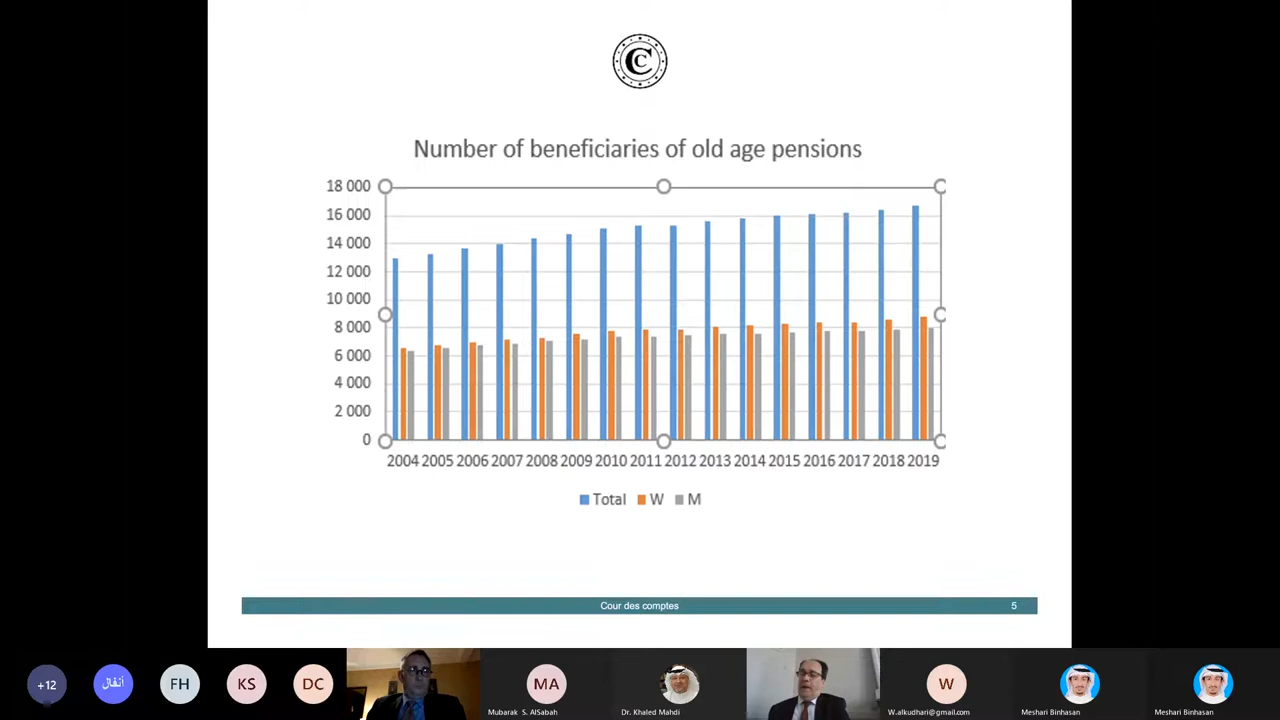 CC
Number of beneficiaries of old age pensions
18 000
16 000
14 000
12 000
10 000
8 000
6 000
4 000
2 000
0
2004 2005 2006 2007 2008 2009 2010 2011 2012 2013 2014 2015 2016 2017 2018 2019
Total W M
Cour des comptes 5
+12 أنفال FH KS DC MA W
Mubarak S. AlSabah Dr. Khaled Mahdi W.alkudhari@gmail.com Meshari Binhasan Meshari Binhasan